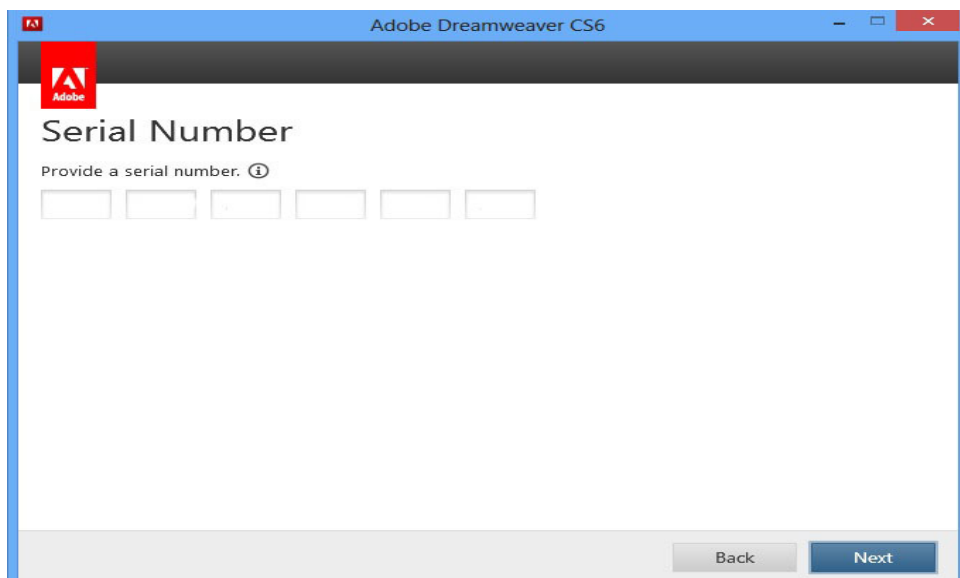 Adobe Dreamweaver CS6
Adobe
Serial Number
Provide a serial number.
Back Next